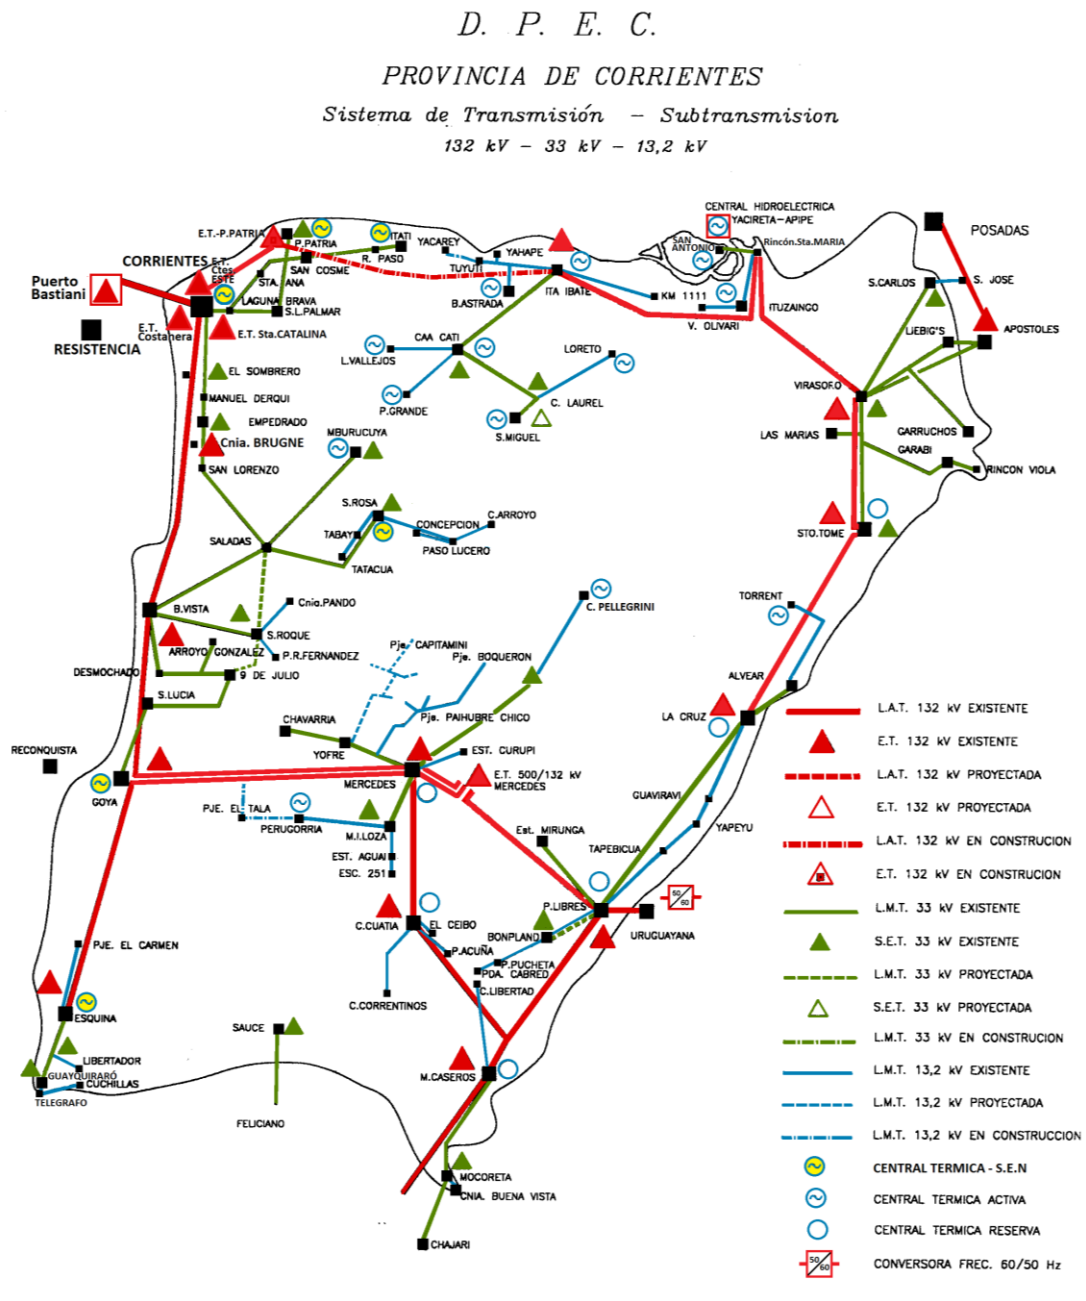 D. P. E. C.
PROVINCIA DE CORRIENTES
Sistema de Transmisión - Subtransmision
132 kV - 33 kV - 13,2 kV
CENTRAL HIDROELECTRICA
YACIRETA-APIPE
POSADAS
E.T.-P.PATRIA
P.PATRIA
ITATI
YACAREY
YAHAPE
SAN
ANTONIO
Rincón.Sta.MARIA
CORRIENTES
E.T.
Ctes.
ESTE
SAN COSME
R. PASO
TUYUTI
Puerto
Bastiani
STA. ANA
B.ASTRADA
ITA IBATE
KM 1111
S.CARLOS
S. JOSE
LAGUNA BRAVA
S.L.PALMAR
V. OLIVARI
ITUZAINGO
E.T.
Costanera
E.T. Sta.CATALINA
RESISTENCIA
LIEBIG'S
APOSTOLES
CAA CATI
L.VALLEJOS
LORETO
EL SOMBRERO
VIRASORO
MANUEL DERQUI
P.GRANDE
C. LAUREL
EMPEDRADO
S.MIGUEL
LAS MARIAS
GARRUCHOS
MBURUCUYA
Cnia. BRUGNE
GARABI
SAN LORENZO
RINCON VIOLA
S.ROSA
C.ARROYO
CONCEPCION
TABAY
PASO LUCERO
STO.TOME
SALADAS
TATACUA
TORRENT
Cnia.PANDO
C. PELLEGRINI
B.VISTA
S.ROQUE
ARROYO GONZALEZ
P.R.FERNANDEZ
Pje. CAPITAMINI
Pje. BOQUERON
DESMOCHADO
9 DE JULIO
ALVEAR
S.LUCIA
LA CRUZ
L.A.T. 132 kV EXISTENTE
CHAVARRIA
Pje. PAIHUBRE CHICO
YOFRE
EST. CURUPI
E.T. 132 kV EXISTENTE
RECONQUISTA
GOYA
MERCEDES
E.T. 500/132 kV
MERCEDES
L.A.T. 132 kV PROYECTADA
GUAVIRAVI
PJE. EL TALA
PERUGORRIA
E.T. 132 kV PROYECTADA
M.I.LOZA
Est. MIRUNGA
YAPEYU
L.A.T. 132 kV EN CONSTRUCION
TAPEBICUA
EST. AGUAI
ESC. 251
E.T. 132 kV EN CONSTRUCION
50
60
P.LIBRES
L.M.T. 33 kV EXISTENTE
C.CUATIA
EL CEIBO
BONPLAND
URUGUAYANA
S.E.T. 33 kV EXISTENTE
PJE. EL CARMEN
P.ACUÑA
P.PUCHETA
PDA. CABRED
L.M.T. 33 kV PROYECTADA
C.LIBERTAD
C.CORRENTINOS
S.E.T. 33 kV PROYECTADA
ESQUINA
SAUCE
L.M.T. 33 kV EN CONSTRUCION
LIBERTADOR
GUAYQUIRARÓ
CUCHILLAS
TELEGRAFO
M.CASEROS
L.M.T. 13,2 kV EXISTENTE
L.M.T. 13,2 kV PROYECTADA
FELICIANO
L.M.T. 13,2 kV EN CONSTRUCCION
MOCORETA
CENTRAL TERMICA - S.E.N
CNIA. BUENA VISTA
CENTRAL TERMICA ACTIVA
CENTRAL TERMICA RESERVA
CHAJARI
50
60
CONVERSORA FREC. 60/50 Hz